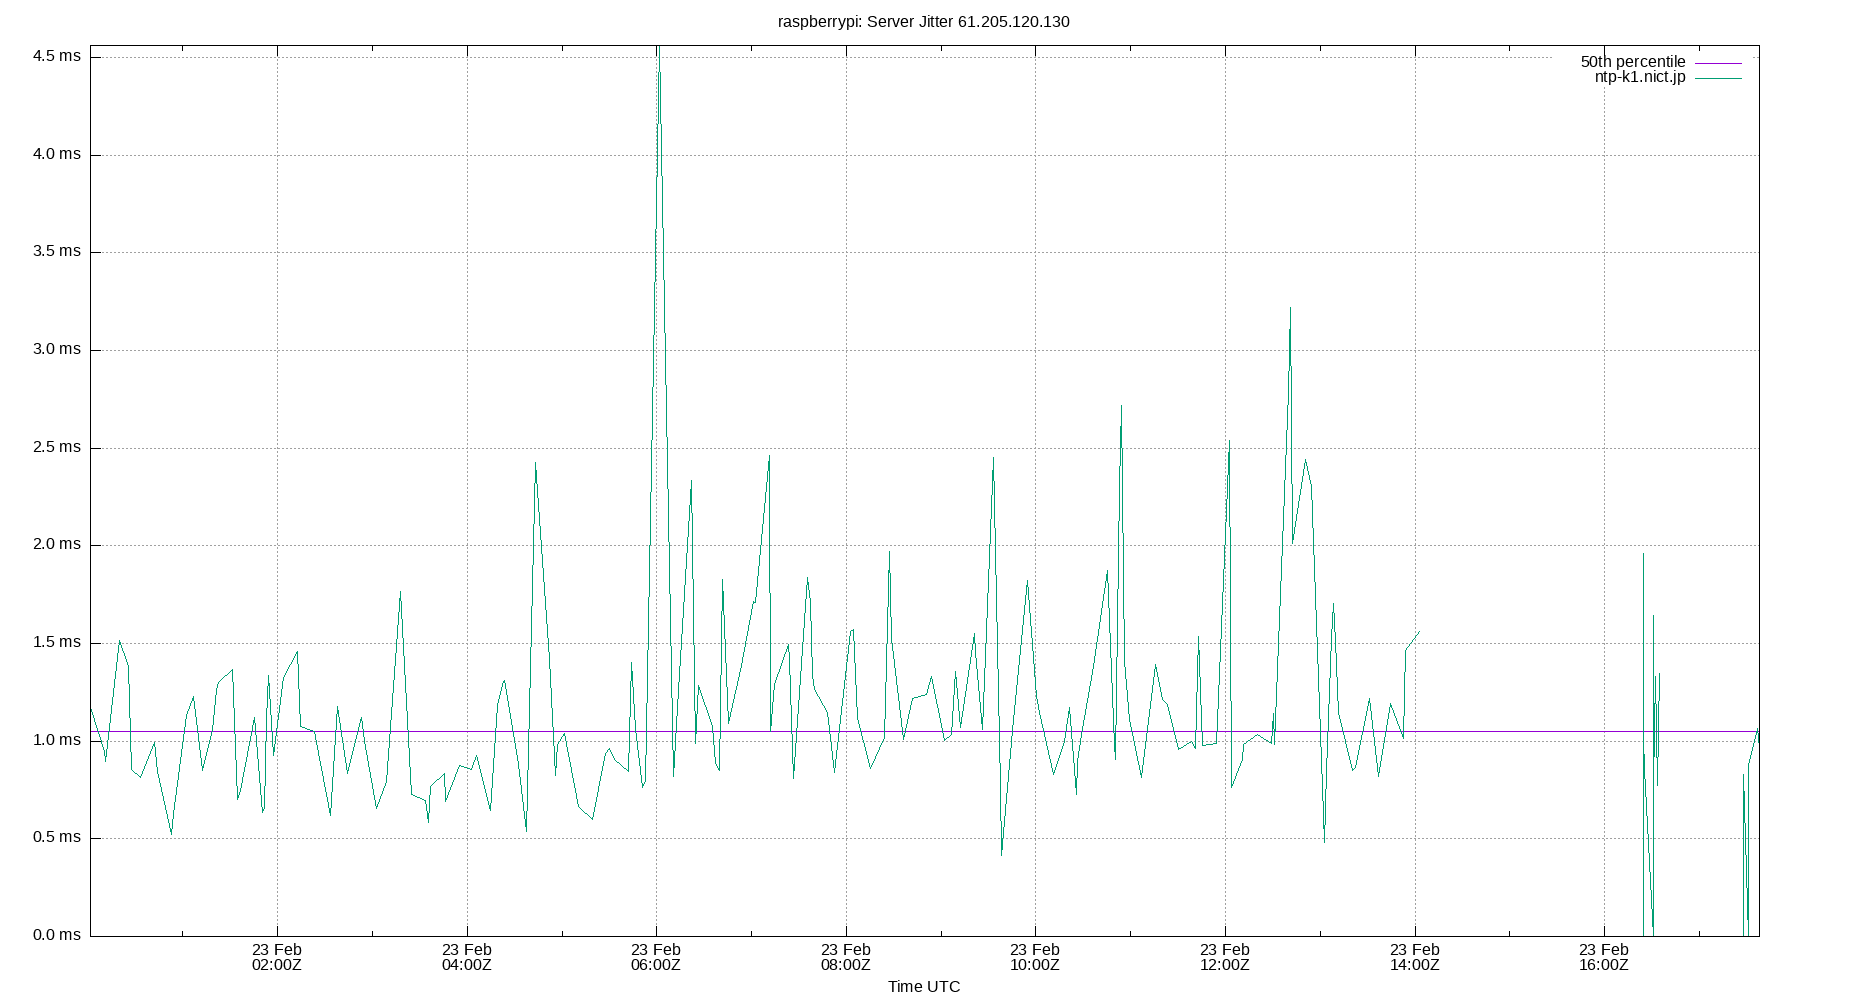 raspberrypi: Server Jitter 61.205.120.130
50th percentile
ntp-k1.nict.jp
4.5 ms
4.0 ms
3.5 ms
3.0 ms
2.5 ms
2.0 ms
1.5 ms
1.0 ms
0.5 ms
0.0 ms
23 Feb
02:00Z
23 Feb
04:00Z
23 Feb
06:00Z
23 Feb
08:00Z
23 Feb
10:00Z
23 Feb
12:00Z
23 Feb
14:00Z
23 Feb
16:00Z
Time UTC